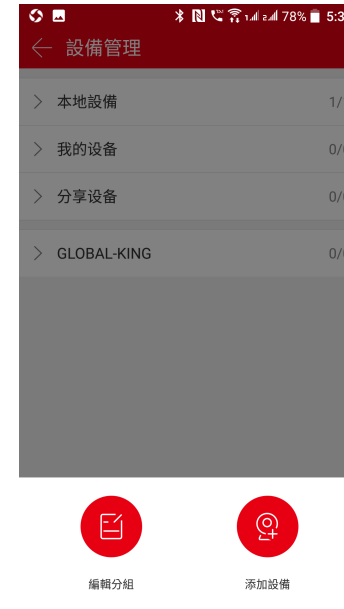 78% 5:3
設備管理
本地設備 1/
我的设备 0/
分享设备 0/
GLOBAL-KING 0/
編輯分組 添加設備